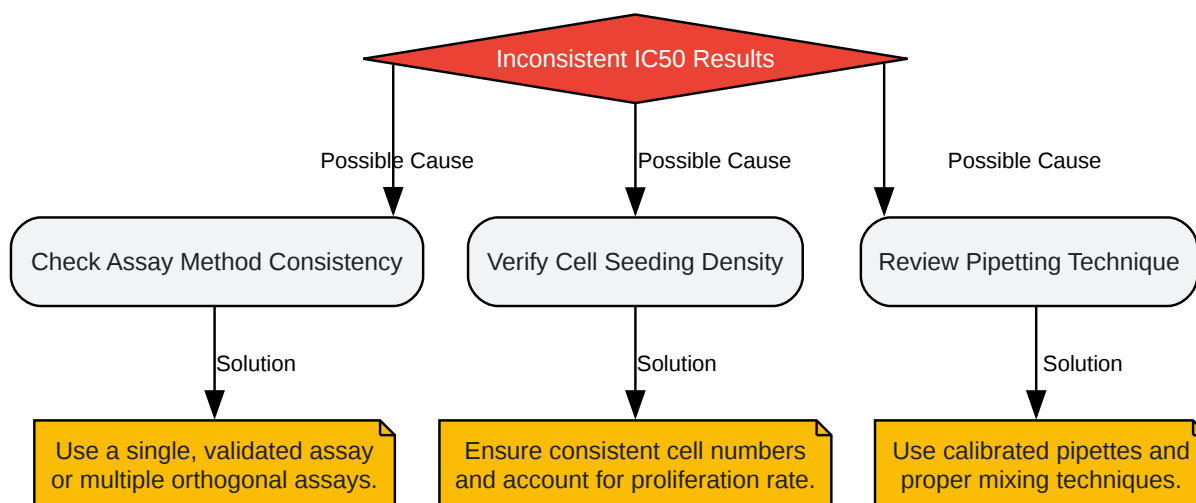 Inconsistent IC50 Results
Possible Cause
Possible Cause
Possible Cause
Check Assay Method Consistency
Verify Cell Seeding Density
Review Pipetting Technique
Solution
Solution
Solution
Use a single, validated assay
or multiple orthogonal assays.
Ensure consistent cell numbers
and account for proliferation rate.
Use calibrated pipettes and
proper mixing techniques.